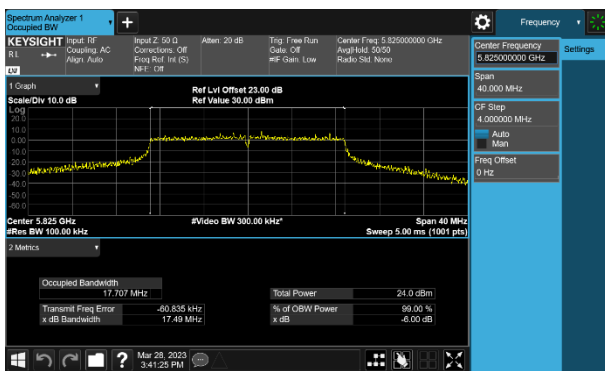 Spectrum Analyzer 1
Occupied BW
Frequency
KEYSIGHT
RL
LXI
Input: RF
Coupling: AC
Align: Auto
Input Z: 50 Ω
Corrections: Off
Freq Ref: Int (S)
NFE: Off
Atten: 20 dB
Trig: Free Run
Gate: Off
#IF Gain: Low
Center Freq: 5.825000000 GHz
Avg|Hold: 50/50
Radio Std: None
Center Frequency
5.825000000 GHz
Settings
Span
40.000 MHz
CF Step
4.000000 MHz
Auto
Man
Freq Offset
0 Hz
1 Graph
Scale/Div 10.0 dB
Ref Lvl Offset 23.00 dB
Ref Value 30.00 dBm
Log
20.0
10.0
0.00
-10.0
-20.0
-30.0
-40.0
-50.0
-60.0
Center 5.825 GHz
#Res BW 100.00 kHz
#Video BW 300.00 kHz*
Span 40 MHz
Sweep 5.00 ms (1001 pts)
2 Metrics
Occupied Bandwidth
17.707 MHz
Total Power 24.0 dBm
Transmit Freq Error -60.835 kHz
% of OBW Power 99.00 %
x dB Bandwidth 17.49 MHz
x dB -6.00 dB
?
Mar 28, 2023
3:41:25 PM